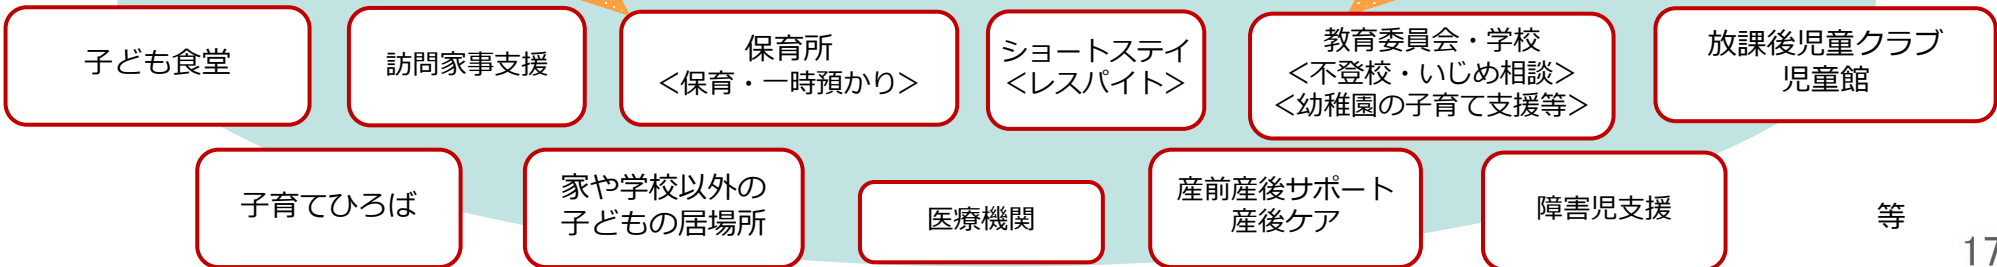 子ども食堂
訪問家事支援
保育所
<保育・一時預かり>
ショートステイ
<レスパイト>
教育委員会・学校
<不登校・いじめ相談>
<幼稚園の子育て支援等>
放課後児童クラブ
児童館
子育てひろば
家や学校以外の
子どもの居場所
医療機関
産前産後サポート
産後ケア
障害児支援
等
17